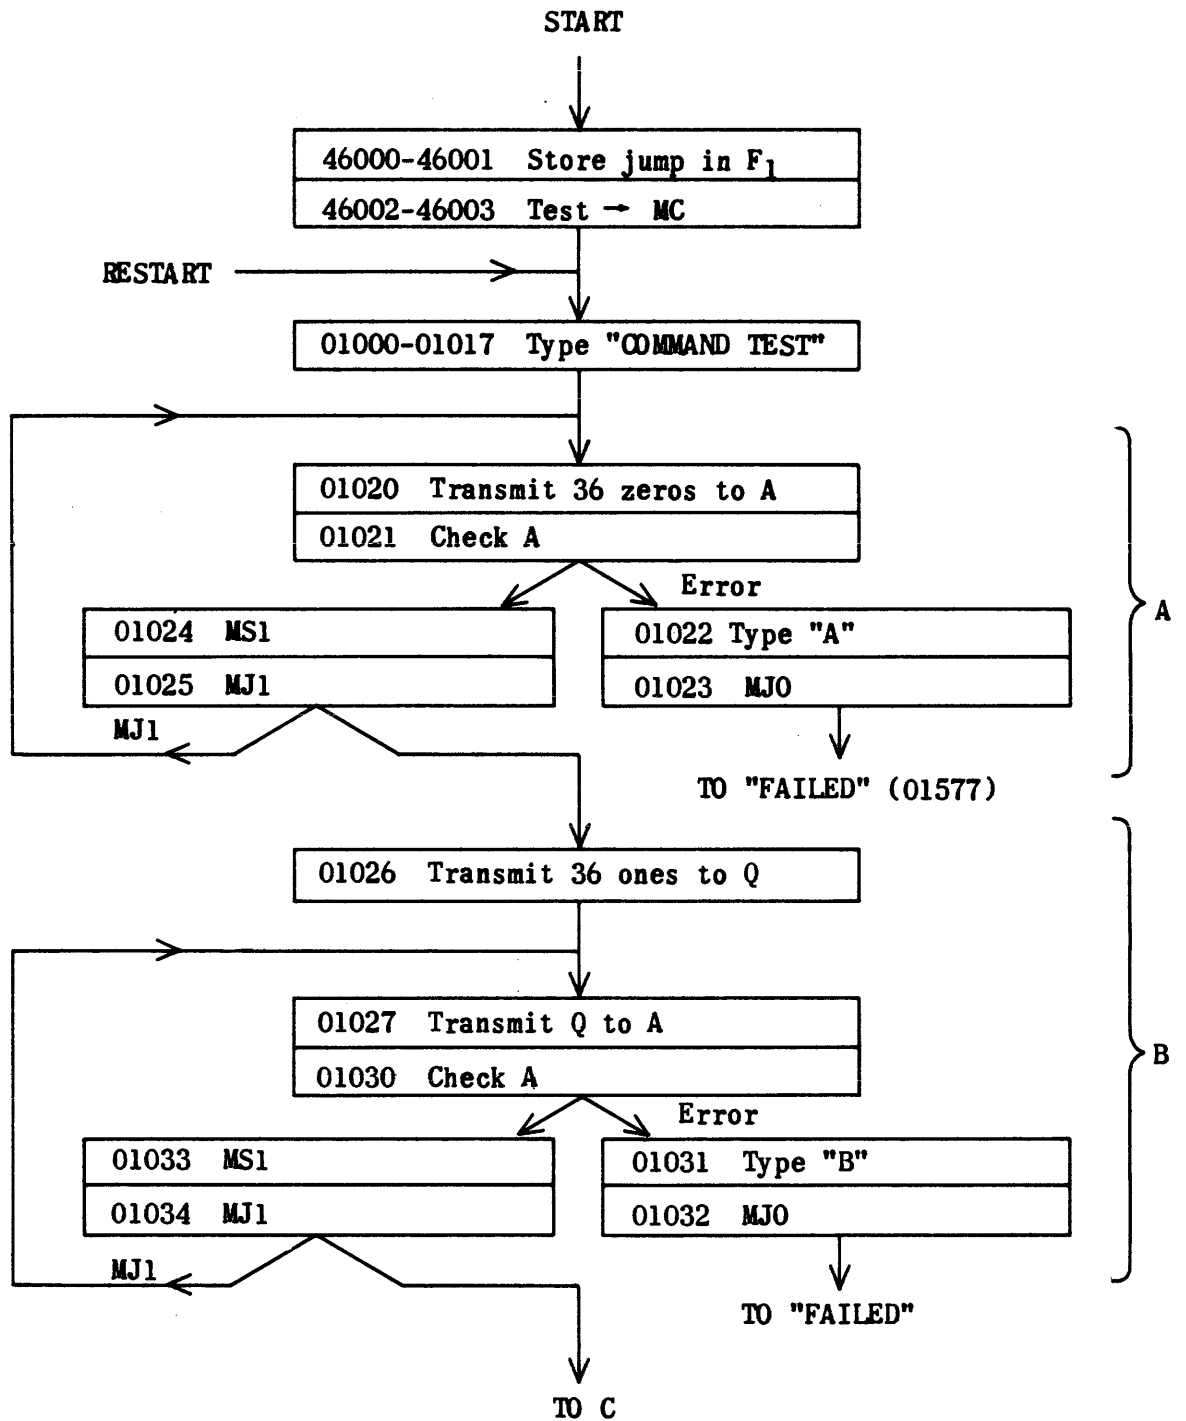 START
46000-46001 Store jump in F1
46002-46003 Test → MC
RESTART
01000-01017 Type "COMMAND TEST"
01020 Transmit 36 zeros to A
01021 Check A
Error
01024 MS1
01025 MJ1
01022 Type "A"
01023 MJO
A
MJ1
TO "FAILED" (01577)
01026 Transmit 36 ones to Q
01027 Transmit Q to A
01030 Check A
B
Error
01033 MS1
01034 MJ1
01031 Type "B"
01032 MJO
MJ1
TO "FAILED"
TO C